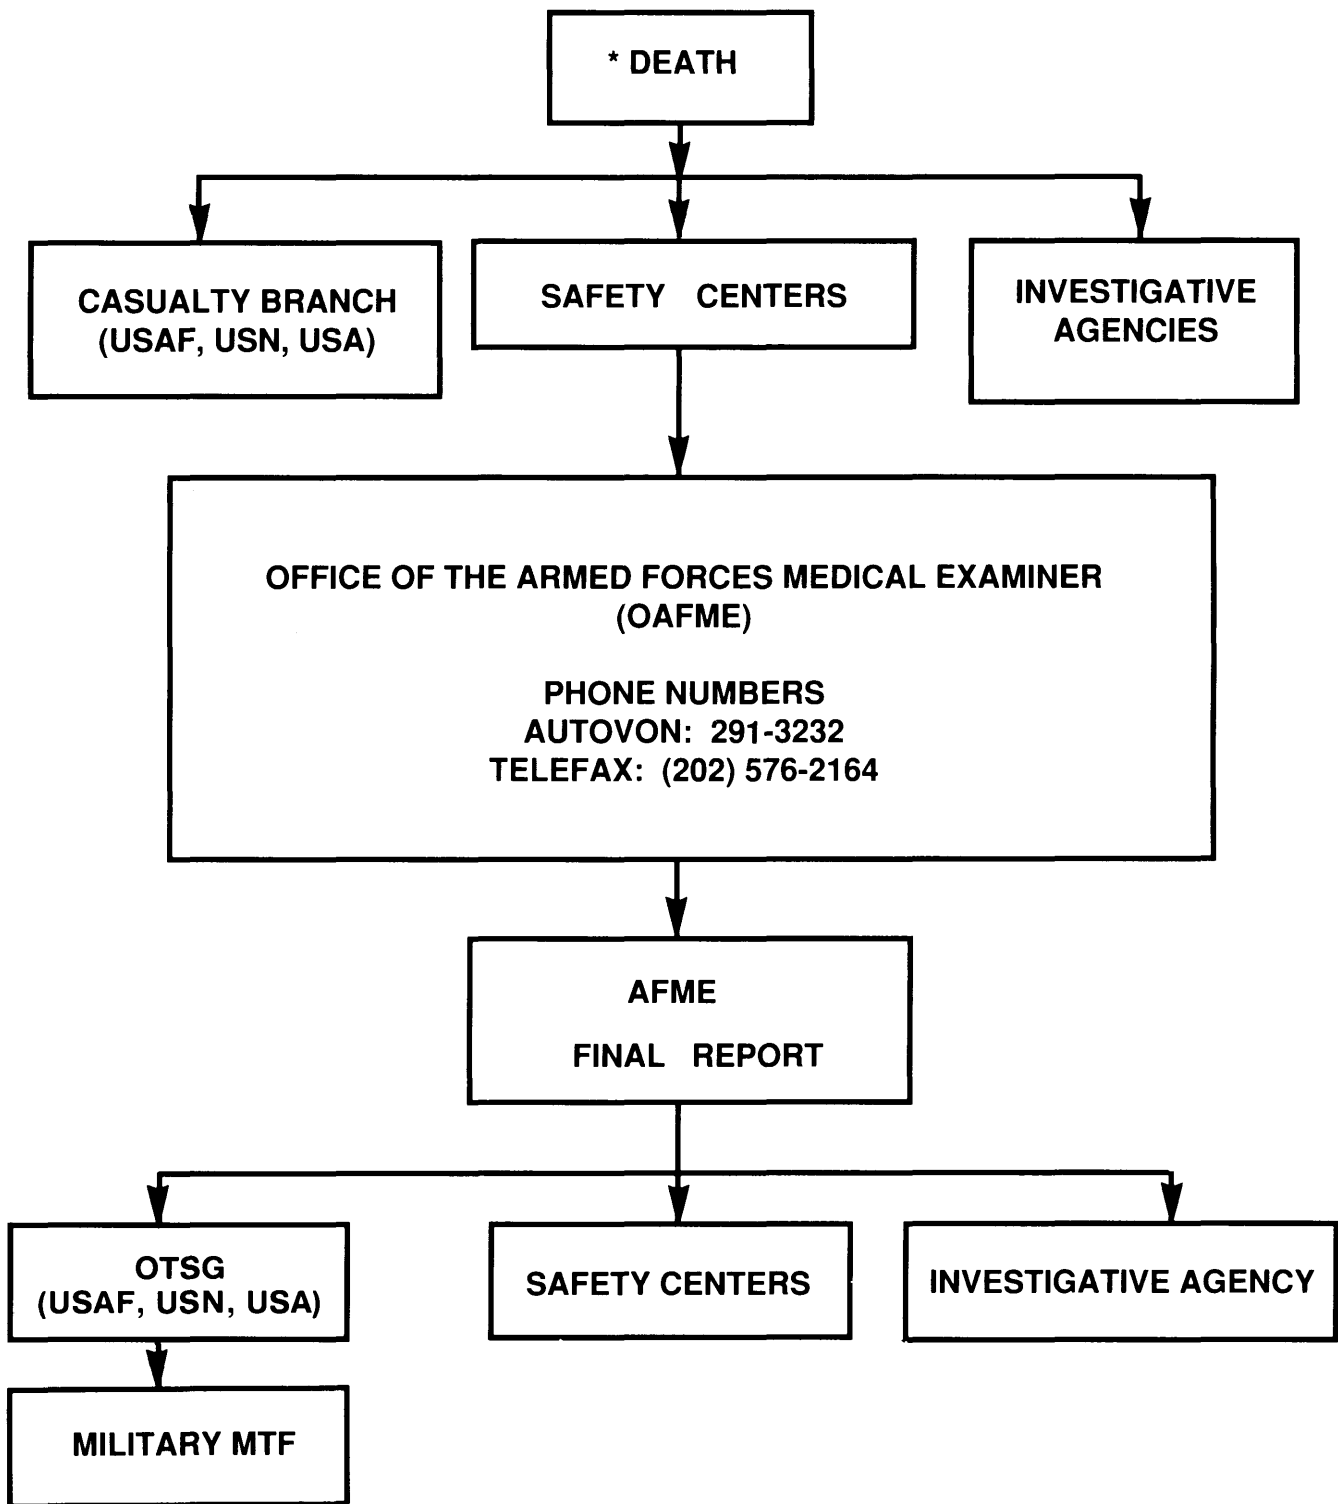 * DEATH
CASUALTY BRANCH
(USAF, USN, USA)
SAFETY CENTERS
INVESTIGATIVE
AGENCIES
OFFICE OF THE ARMED FORCES MEDICAL EXAMINER
(OAFME)
PHONE NUMBERS
AUTOVON: 291-3232
TELEFAX: (202) 576-2164
AFME
FINAL REPORT
OTSG
(USAF, USN, USA)
SAFETY CENTERS
INVESTIGATIVE AGENCY
MILITARY MTF